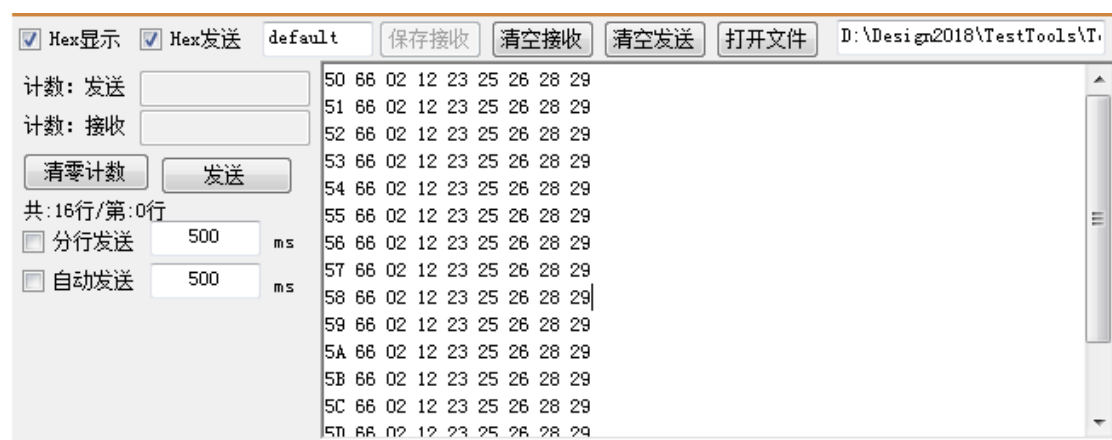 Hex显示 Hex发送 default 保存接收 清空接收 清空发送 打开文件 D:\Design2018\TestTools\T
计数: 发送
计数: 接收
清零计数 发送
共:16行/第:0行
分行发送 500 ms
自动发送 500 ms
50 66 02 12 23 25 26 28 29
51 66 02 12 23 25 26 28 29
52 66 02 12 23 25 26 28 29
53 66 02 12 23 25 26 28 29
54 66 02 12 23 25 26 28 29
55 66 02 12 23 25 26 28 29
56 66 02 12 23 25 26 28 29
57 66 02 12 23 25 26 28 29
58 66 02 12 23 25 26 28 29
59 66 02 12 23 25 26 28 29
5A 66 02 12 23 25 26 28 29
5B 66 02 12 23 25 26 28 29
5C 66 02 12 23 25 26 28 29
5D 66 02 12 23 25 26 28 29